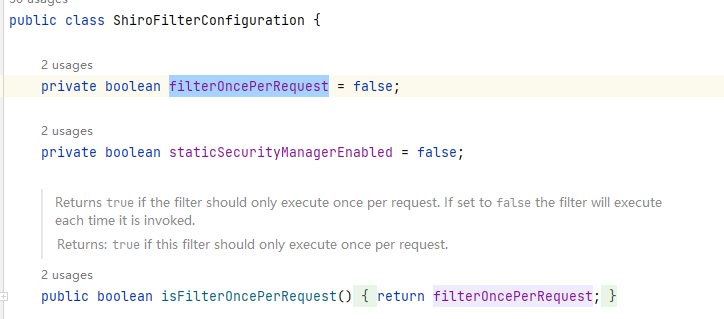 usages
public class ShiroFilterConfiguration {
2 usages
private boolean filterOncePerRequest = false;
2 usages
private boolean staticSecurityManagerEnabled = false;
Returns true if the filter should only execute once per request. If set to false the filter will execute
each time it is invoked.
Returns: true if this filter should only execute once per request.
2 usages
public boolean isFilterOncePerRequest() { return filterOncePerRequest; }